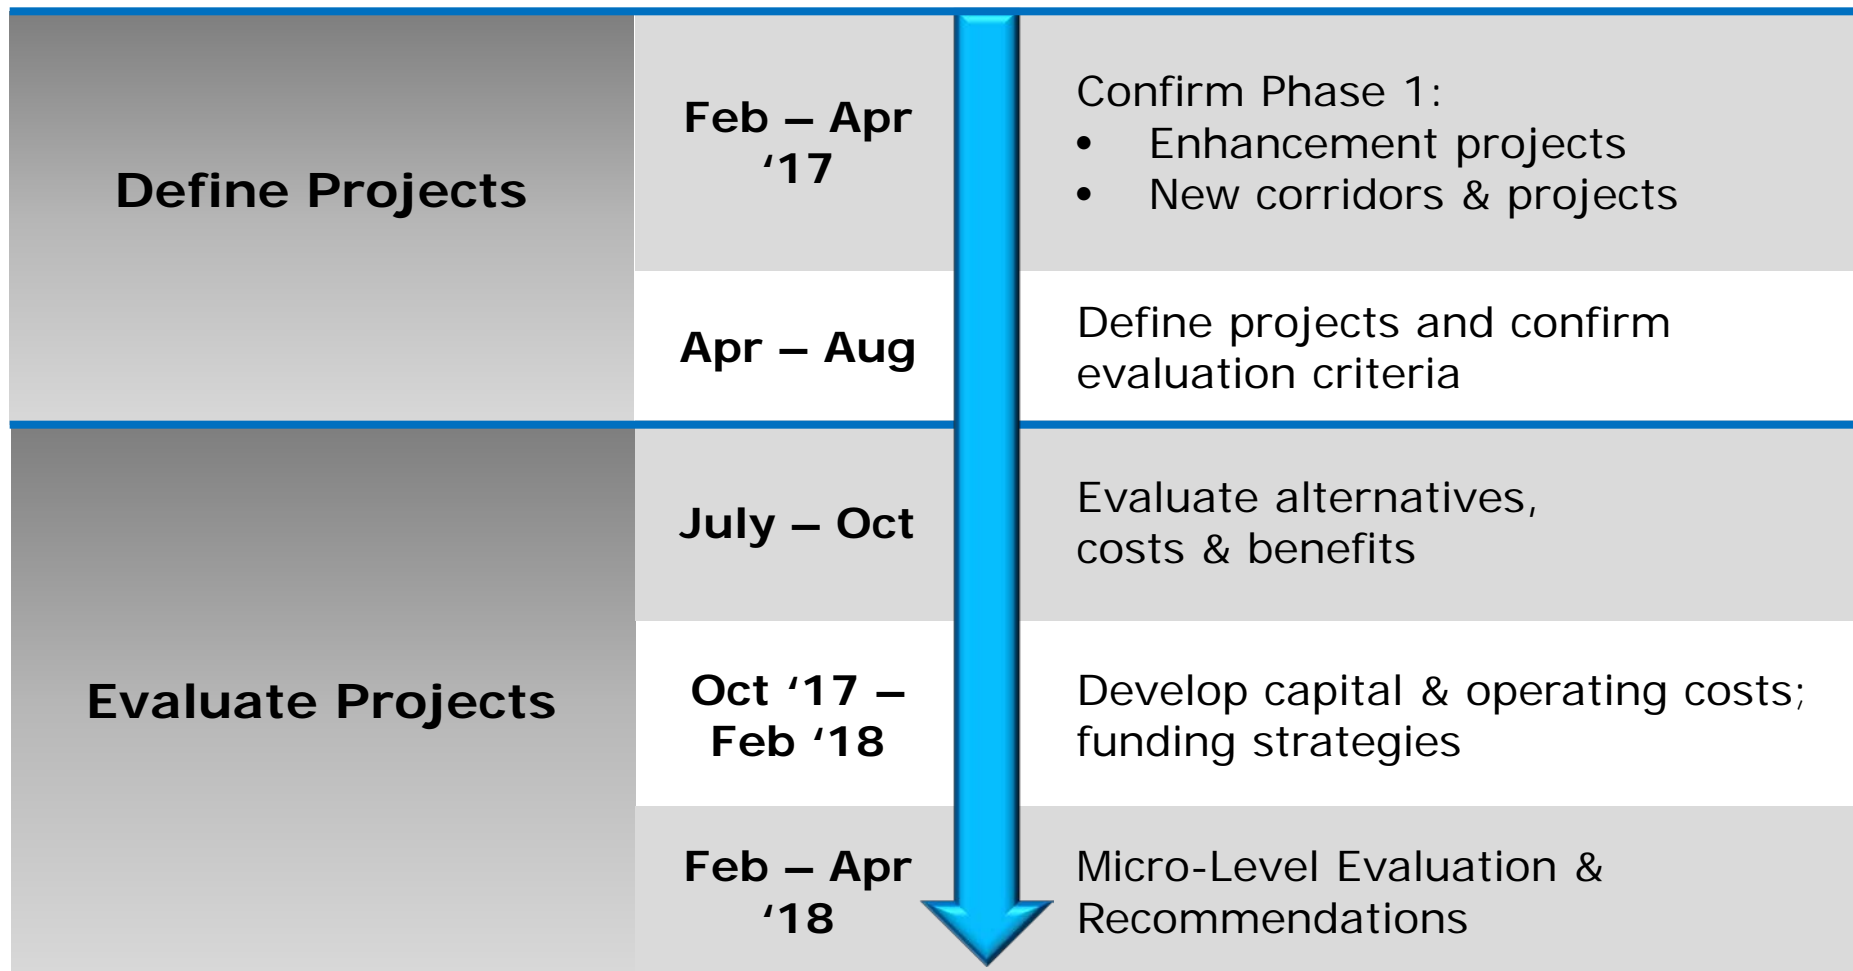 Define Projects
Feb – Apr
‘17
Confirm Phase 1:
• Enhancement projects
• New corridors & projects
Apr – Aug
Define projects and confirm
evaluation criteria
Evaluate Projects
July – Oct
Evaluate alternatives,
costs & benefits
Oct ‘17 –
Feb ‘18
Develop capital & operating costs;
funding strategies
Feb – Apr
‘18
Micro-Level Evaluation &
Recommendations